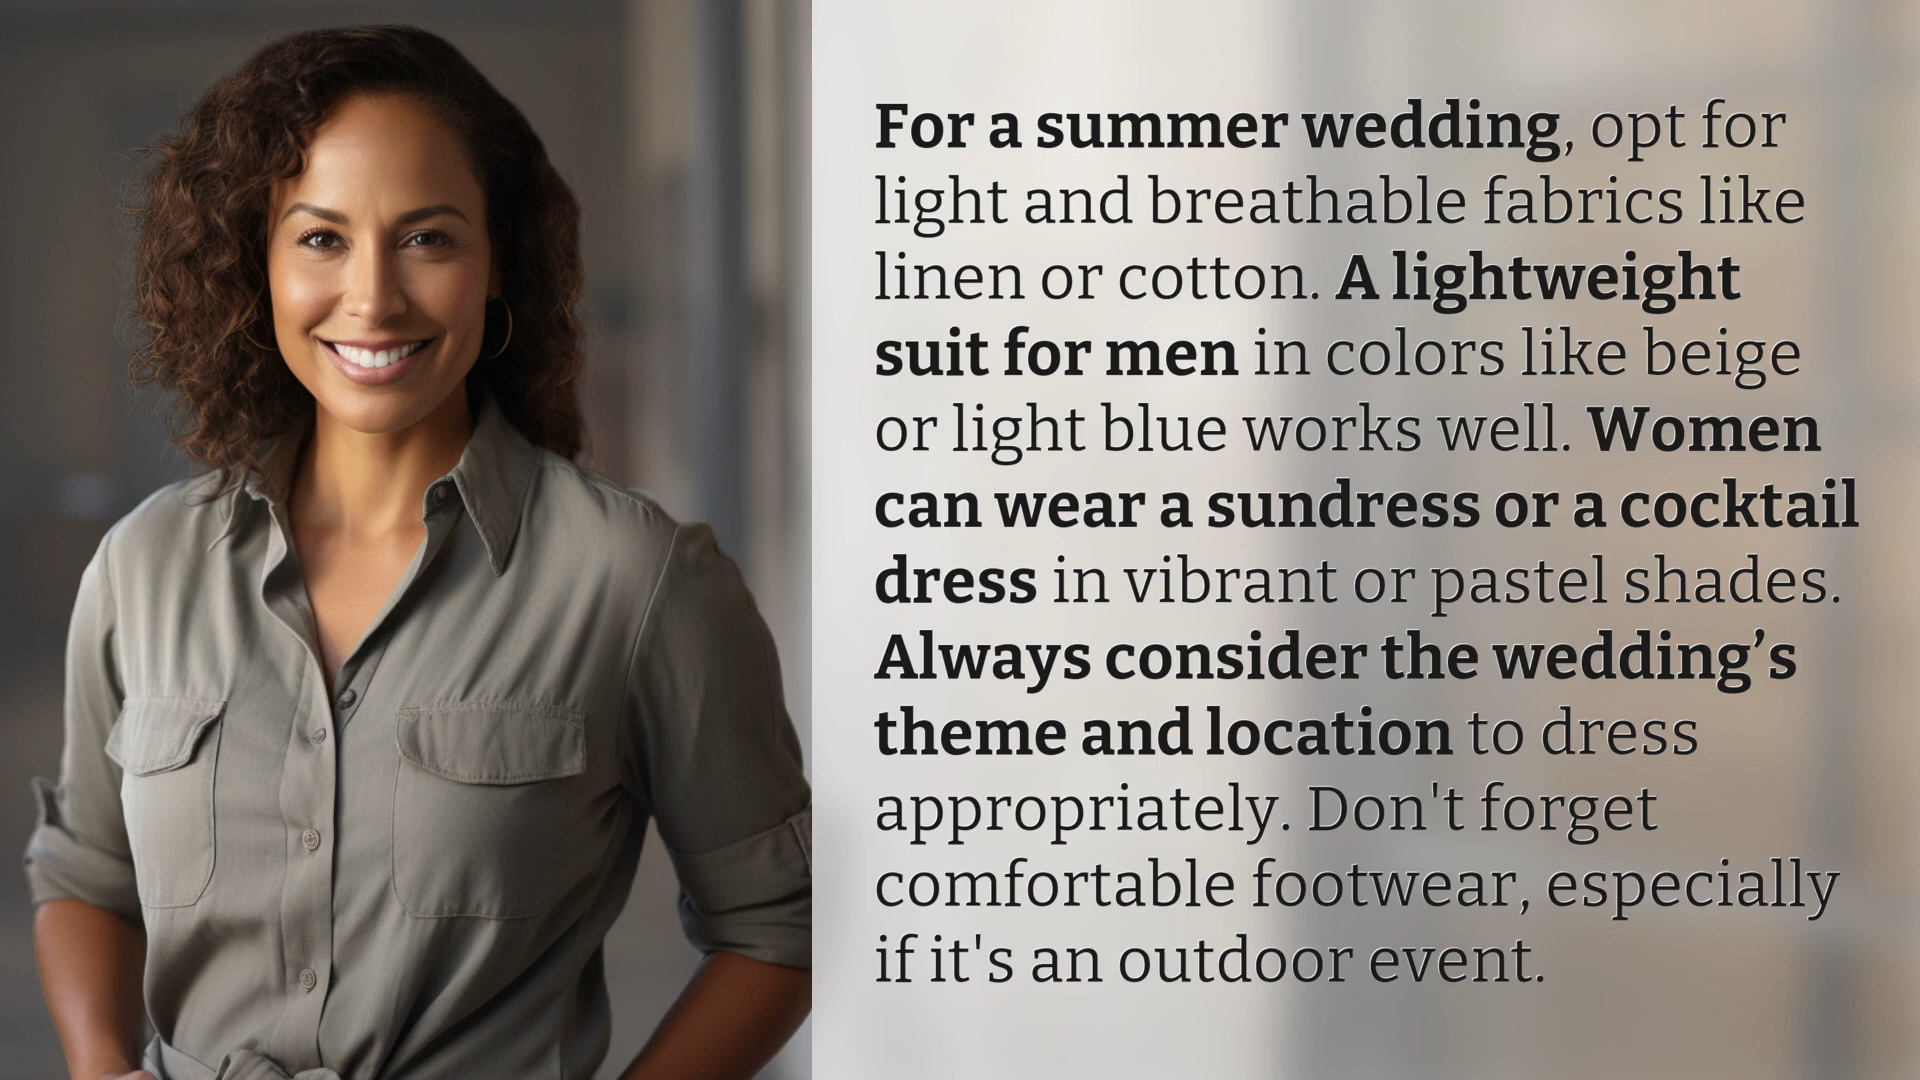 For a summer wedding, opt for
light and breathable fabrics like
linen or cotton. A lightweight
suit for men in colors like beige
or light blue works well. Women
can wear a sundress or a cocktail
dress in vibrant or pastel shades.
Always consider the wedding’s
theme and location to dress
appropriately. Don't forget
comfortable footwear, especially
if it's an outdoor event.